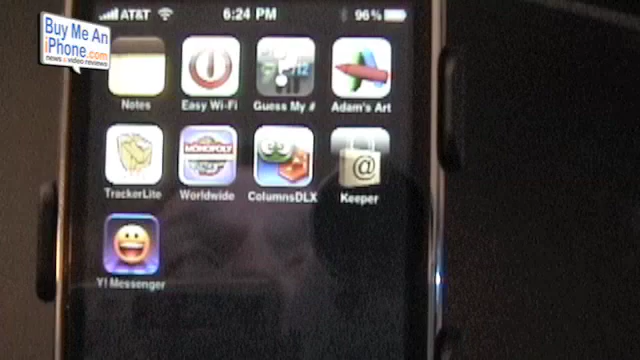 AT&T 6:24 PM 96%
Buy Me An
iPhone.com
news & video reviews
Notes Easy Wi-Fi Guess My # Adam's Art
MONOPOLY
TrackerLite Worldwide ColumnsDLX Keeper
@
Y! Messenger